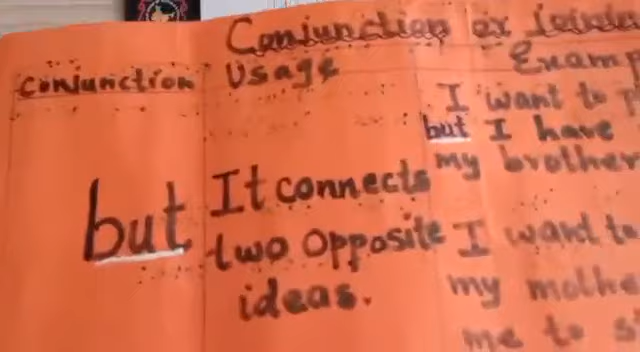 Conjunction or
Conjunction Usage
but It connects
two opposite
ideas.
I want to
but I have
my brother
I want to
my
me to